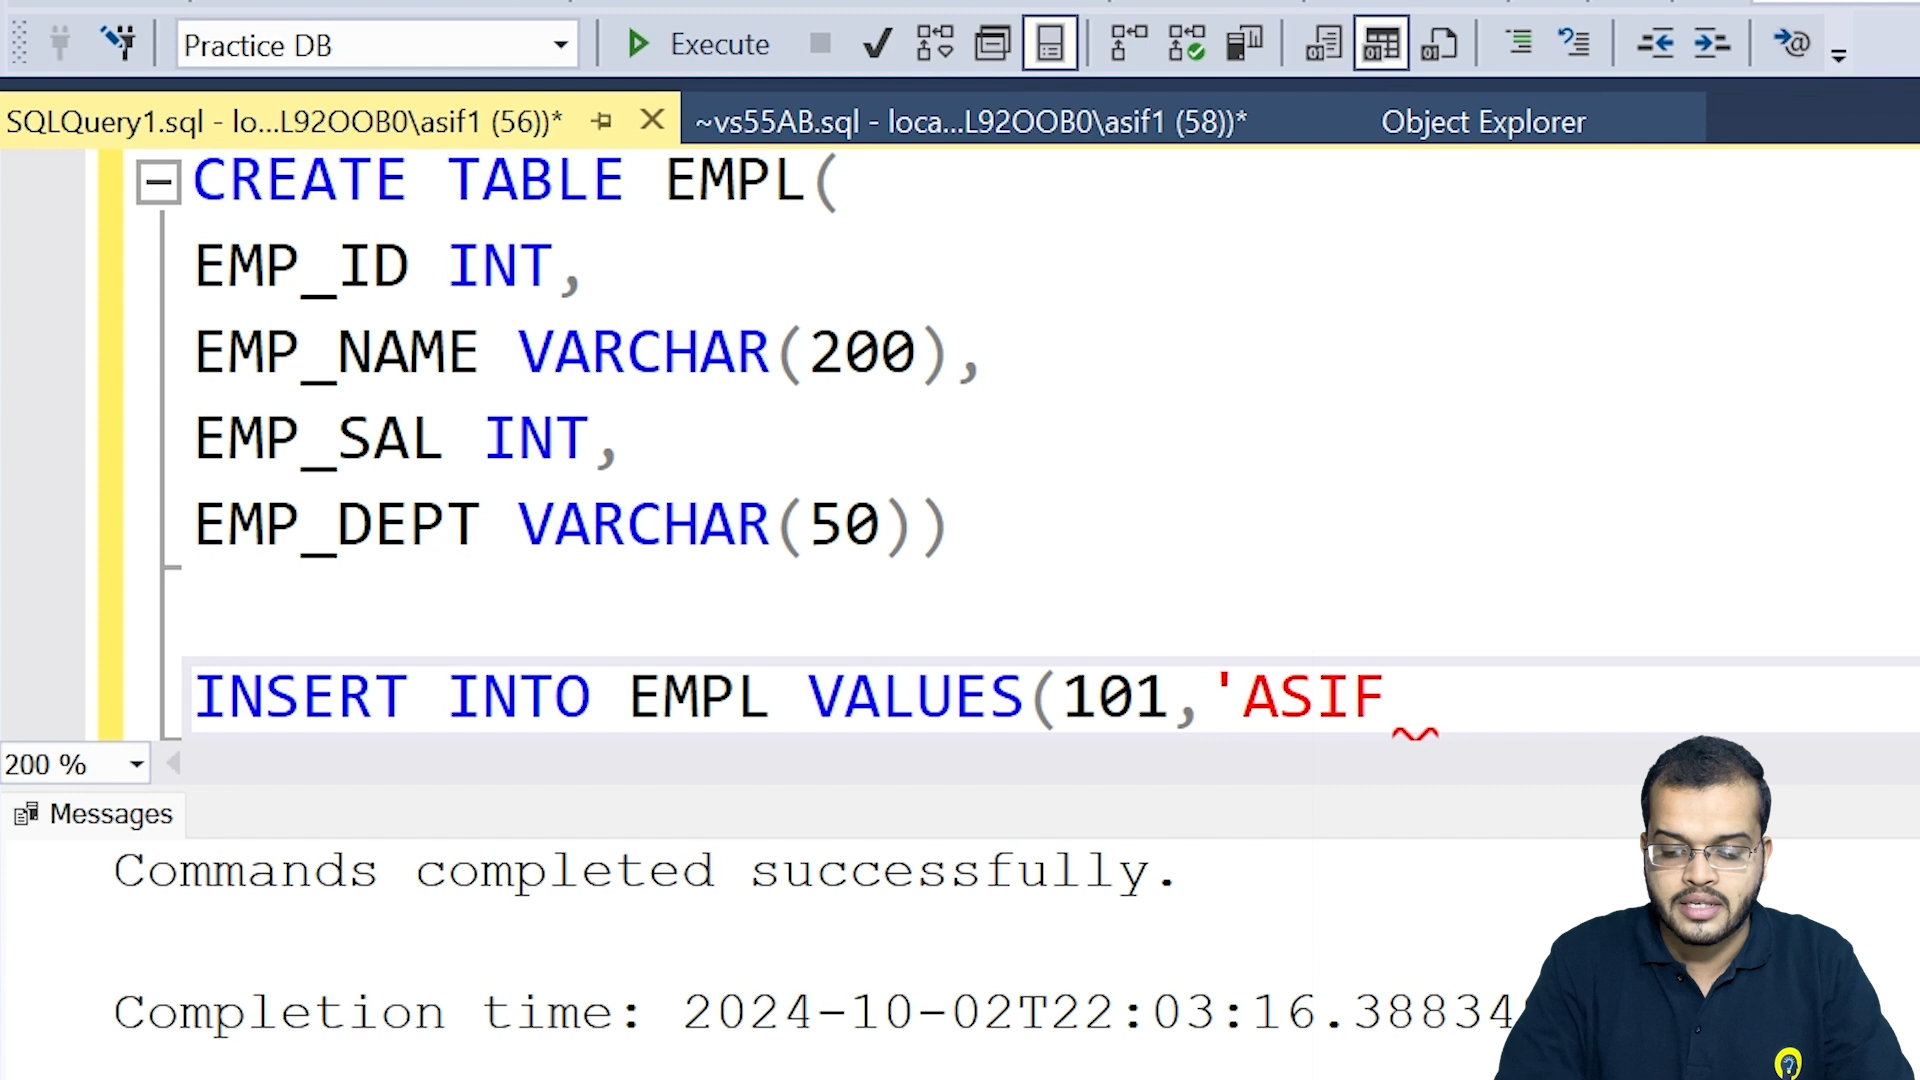 Practice DB
Execute
SQLQuery1.sql - lo...L92OOB0\asif1 (56))*
~vs55AB.sql - loca...L92OOB0\asif1 (58))*
Object Explorer
CREATE TABLE EMPL(
EMP_ID INT,
EMP_NAME VARCHAR(200),
EMP_SAL INT,
EMP_DEPT VARCHAR(50))
INSERT INTO EMPL VALUES(101,'ASIF
200 %
Messages
Commands completed successfully.
Completion time: 2024-10-02T22:03:16.38834